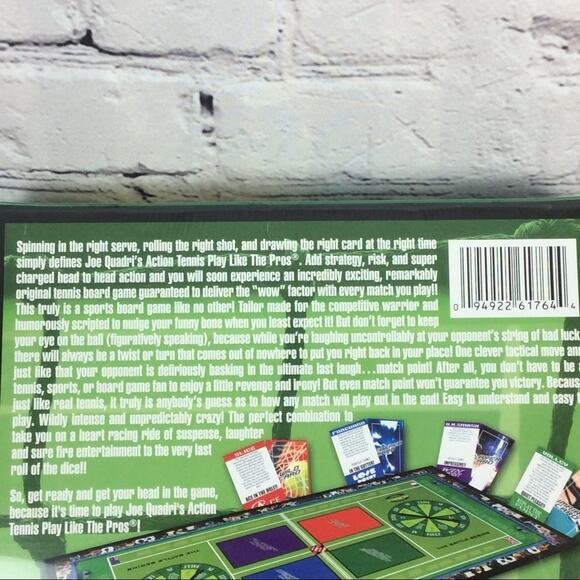 Spinning in the right serve, rolling the right shot, and drawing the right card at the right time
simply defines Joe Quadri's Action Tennis Play Like The Pros®. Add strategy, risk, and super
charged head to head action and you will soon experience an incredibly exciting, remarkably
original tennis board game guaranteed to deliver the "wow" factor with every match you play!!
This truly is a sports board game like no other! Tailor made for the competitive warrior and
humorously scripted to nudge your funny bone when you least expect it! But don't forget to keep
your eye on the ball (figuratively speaking), because while you're laughing uncontrollably at your opponent's string of bad luck
there will always be a twist or turn that comes out of nowhere to put you right back in your place! One clever tactical move and
just like that your opponent is deliriously basking in the ultimate last laugh...match point! After all, you don't have to be a
tennis, sports, or board game fan to enjoy a little revenge and irony! But even match point won't guarantee you victory. Because
just like real tennis, it truly is anybody's guess as to how any match will play out in the end! Easy to understand and easy t
play. Wildly intense and unpredictably crazy! The perfect combination to
take you on a heart racing ride of suspense, laughter
and sure fire entertainment to the very last
roll of the dice!!
So, get ready and get your head in the game,
because it's time to play Joe Quadri's Action
Tennis Play Like The Pros®!
0 94922 61764 4
SLICE
ACE IN THE HOLE!
FOREHAND
LOSE
POINT
VOLLEY
THE BATTLE BEGINS